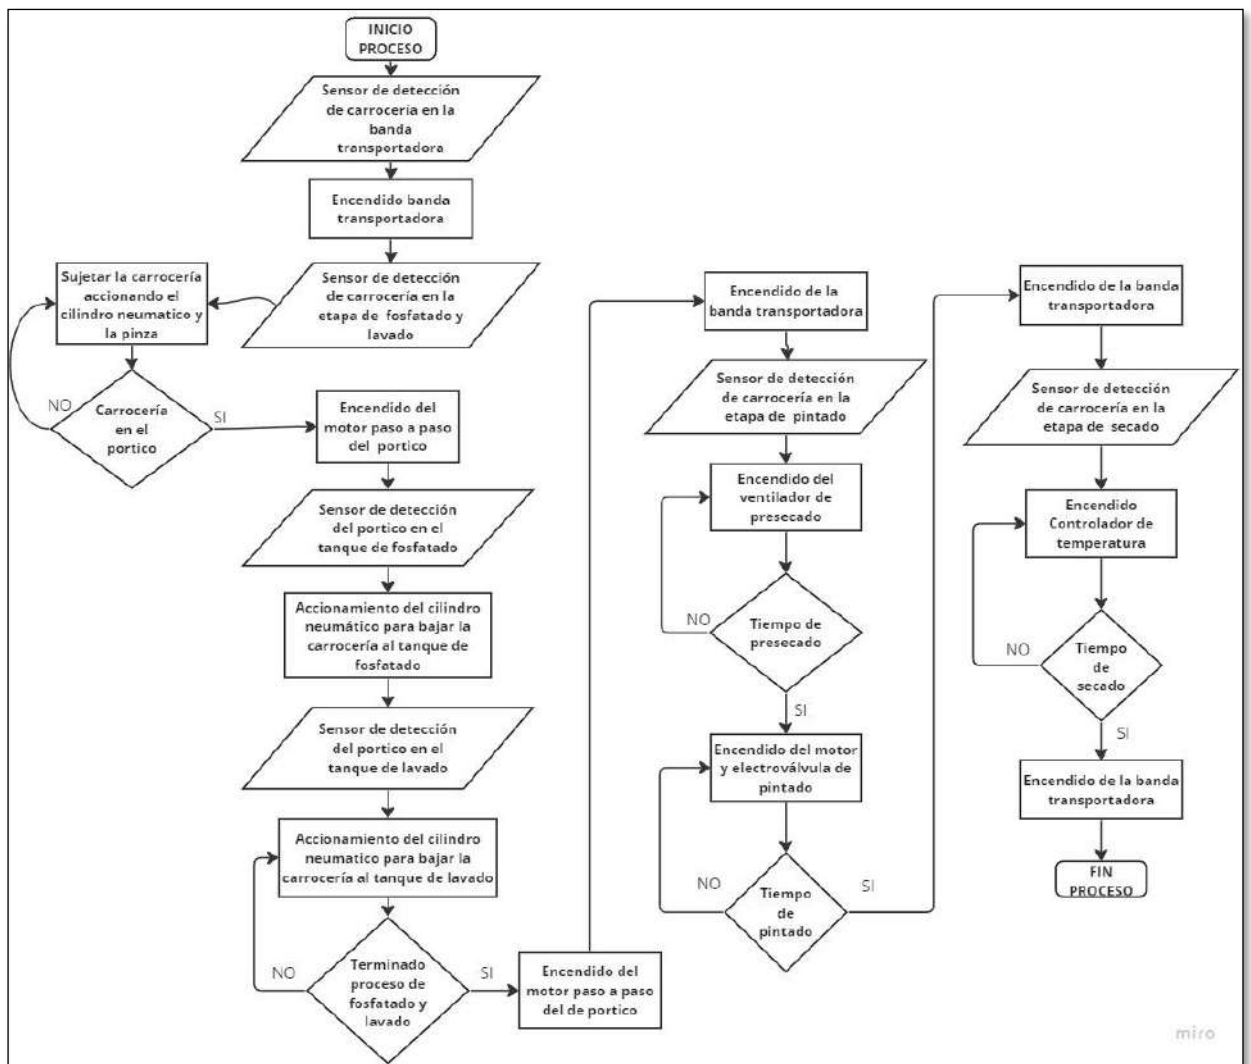 INICIO
PROCESO
Sensor de detección
de carrocería en la
banda
transportadora
Encendido banda
transportadora
Sensor de detección
de carrocería en la
etapa de fosfatado y
lavado
Sujetar la carrocería
accionando el
cilindro neumatico y
la pinza
Carrocería
en el
portico
NO
SI
Encendido del
motor paso a paso
del portico
Sensor de detección
del portico en el
tanque de fosfatado
Accionamiento del cilindro
neumático para bajar la
carrocería al tanque de
fosfatado
Sensor de detección
del portico en el
tanque de lavado
Accionamiento del cilindro
neumatico para bajar la
carrocería al tanque de lavado
Terminado
proceso de
fosfatado y
lavado
NO
SI
Encendido del
motor paso a paso
del de portico
Encendido de la
banda transportadora
Sensor de detección
de carrocería en la
etapa de pintado
Encendido del
ventilador de
presecado
Tiempo de
presecado
NO
SI
Encendido del motor
y electroválvula de
pintado
Tiempo
de
pintado
NO
SI
Encendido de la banda
transportadora
Sensor de detección
de carrocería en la
etapa de secado
Encendido
Controlador de
temperatura
Tiempo
de
secado
NO
SI
Encendido de la banda
transportadora
FIN
PROCESO
miro